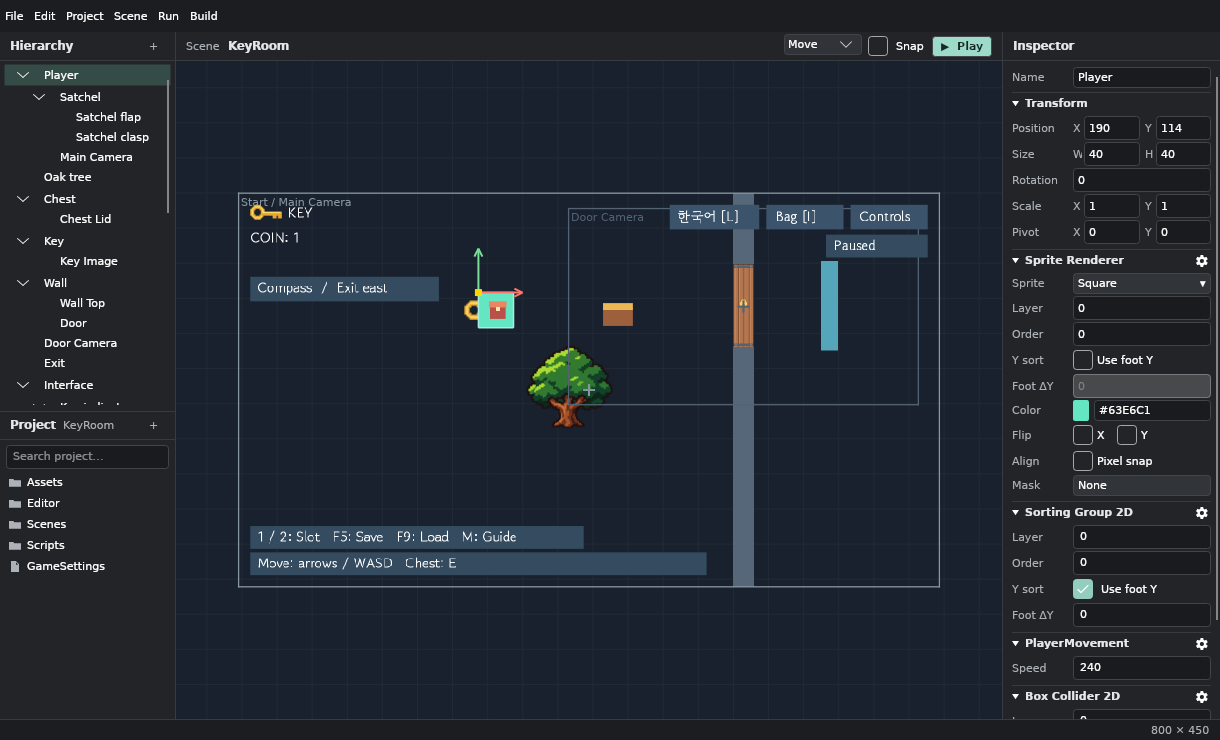 File Edit Project Scene Run Build
Hierarchy +
Scene KeyRoom
Move
Snap
Play
Inspector
Player
Satchel
Satchel flap
Satchel clasp
Main Camera
Oak tree
Chest
Chest Lid
Key
Key Image
Wall
Wall Top
Door
Door Camera
Exit
Interface
Project KeyRoom +
Search project...
Assets
Editor
Scenes
Scripts
GameSettings
Start / Main Camera
KEY
COIN: 1
Door Camera
한국어 [L]
Bag [I]
Controls
Paused
Compass / Exit east
1 / 2: Slot F5: Save F9: Load M: Guide
Move: arrows / WASD Chest: E
Name Player
Transform
Position X 190 Y 114
Size W 40 H 40
Rotation 0
Scale X 1 Y 1
Pivot X 0 Y 0
Sprite Renderer
Sprite Square
Layer 0
Order 0
Y sort Use foot Y
Foot ΔY 0
Color #63E6C1
Flip X Y
Align Pixel snap
Mask None
Sorting Group 2D
Layer 0
Order 0
Y sort Use foot Y
Foot ΔY 0
PlayerMovement
Speed 240
Box Collider 2D
800 × 450